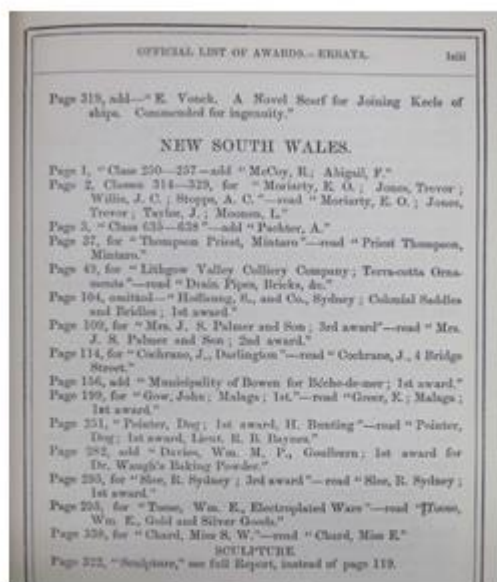 OFFICIAL LIST OF AWARDS.—ERRATA. lxiii
Page 319, add—"E. Vonck. A Novel Scarf for Joining Keels of
ships. Commended for ingenuity."
NEW SOUTH WALES.
Page 1, "Class 250—257—add "McCoy, R.; Abigail, F."
Page 2, Classes 314—329, for "Moriarty, E. O.; Jones, Trevor;
Willis, J. C.; Stopps, A. C."—read "Moriarty, E. O.; Jones,
Trevor; Taylor, J.; Moonen, L."
Page 3, "Class 635—638"—add "Pachter, A."
Page 37, for "Thompson Priest, Mintaro"—read "Priest Thompson,
Mintaro."
Page 49, for "Lithgow Valley Colliery Company; Terra-cotta Orna-
ments"—read "Drain Pipes, Bricks, &c."
Page 104, omitted—"Hoffnung, S., and Co., Sydney; Colonial Saddles
and Bridles; 1st award."
Page 109, for "Mrs. J. S. Palmer and Son; 3rd award"—read "Mrs.
J. S. Palmer and Son; 2nd award."
Page 114, for "Cochrane, J., Darlington"—read "Cochrane, J., 4 Bridge
Street."
Page 156, add "Municipality of Bowen for Bêche-de-mer; 1st award."
Page 199, for "Gow, John; Malaga; 1st."—read "Greer, E.; Malaga;
1st award."
Page 251, "Pointer, Dog; 1st award, H. Bunting"—read "Pointer,
Dog; 1st award, Lieut. R. B. Baynes."
Page 282, add "Davies, Wm. M. P., Goulburn; 1st award for
Dr. Waugh's Baking Powder."
Page 293, for "Slee, R. Sydney; 3rd award"—read "Slee, R. Sydney;
1st award."
Page 293, for "Toose, Wm. E., Electroplated Ware"—read "Toose,
Wm. E., Gold and Silver Goods."
Page 339, for "Chard, Miss S. W."—read "Chard, Miss E."
SCULPTURE.
Page 322, "Sculpture," see full Report, instead of page 119.